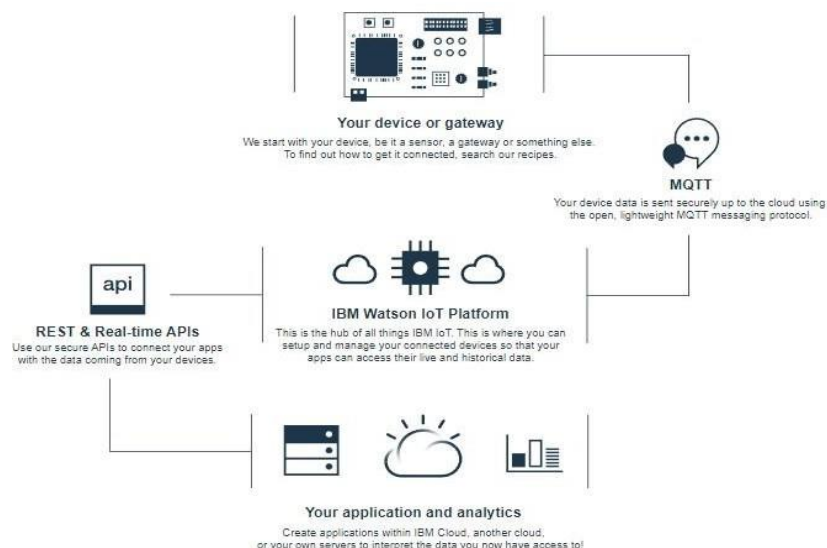 Your device or gateway
We start with your device, be it a sensor, a gateway or something else.
To find out how to get it connected, search our recipes.
MQTT
Your device data is sent securely up to the cloud using
the open, lightweight MQTT messaging protocol.
api
REST & Real-time APIs
Use our secure APIs to connect your apps
with the data coming from your devices.
IBM Watson IoT Platform
This is the hub of all things IBM IoT. This is where you can
setup and manage your connected devices so that your
apps can access their live and historical data.
Your application and analytics
Create applications within IBM Cloud, another cloud,
or your own servers to interpret the data you now have access to!